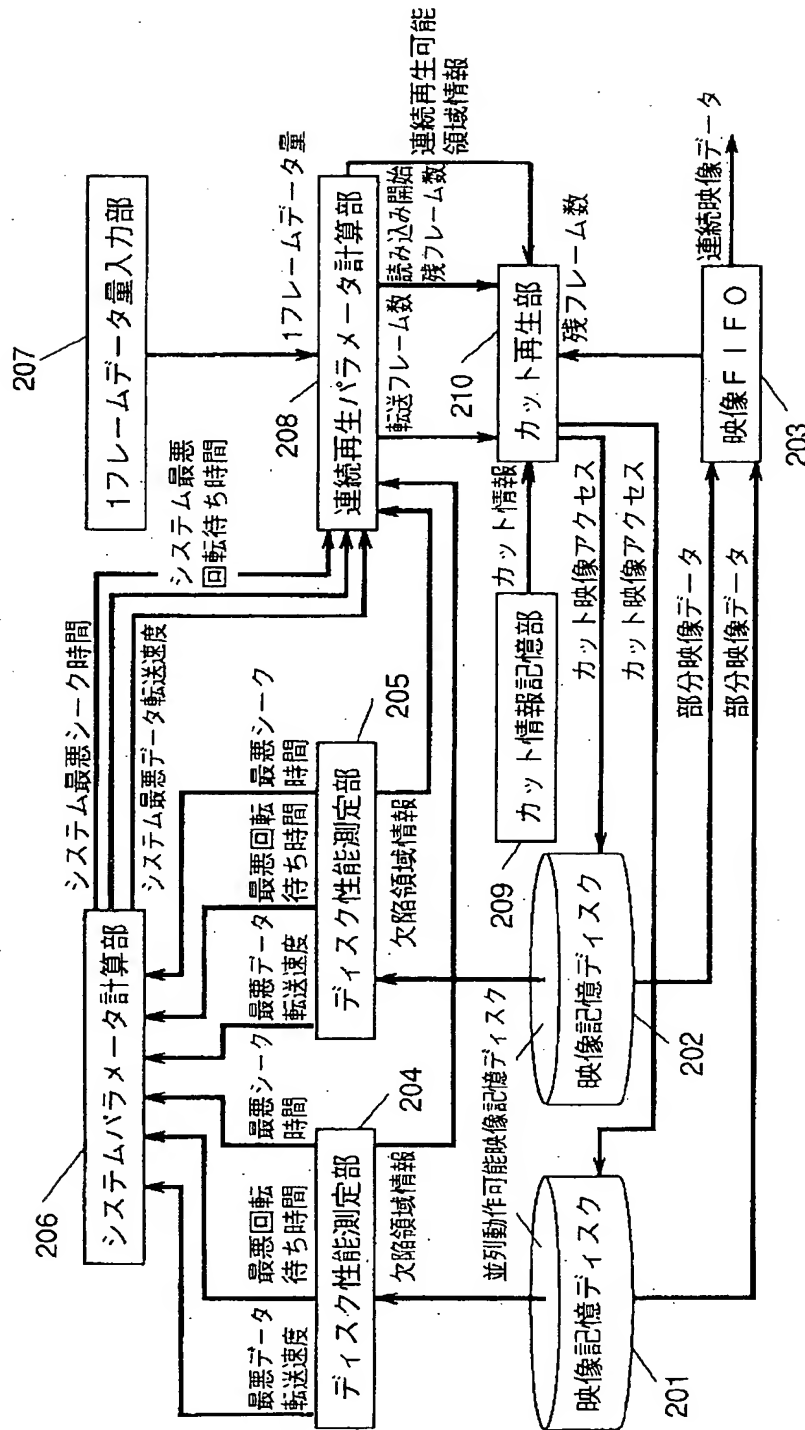 206
システムパラメータ計算部
システム最悪シーク時間
システム最悪
回転待ち時間
システム最悪データ転送速度
207
1フレームデータ量入力部
最悪データ
転送速度
最悪回転
待ち時間
最悪シーク
時間
最悪データ
転送速度
最悪回転
待ち時間
最悪シーク
時間
204
ディスク性能測定部
205
ディスク性能測定部
208
連続再生パラメータ計算部
1フレームデータ量
欠陥領域情報
欠陥領域情報
転送フレーム数
読み込み開始
残フレーム数
連続再生可能
領域情報
並列動作可能映像記憶ディスク
映像記憶ディスク
201
映像記憶ディスク
202
209
カット情報記憶部
カット情報
210
カット再生部
残フレーム数
カット映像アクセス
カット映像アクセス
部分映像データ
部分映像データ
映像FIFO
203
連続映像データ